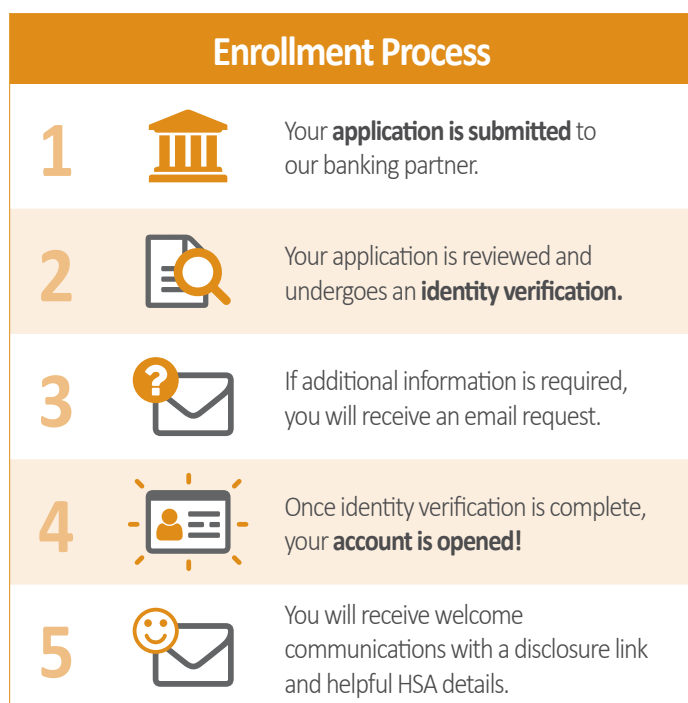 Enrollment Process
1
Your application is submitted to
our banking partner.
2
Your application is reviewed and
undergoes an identity verification.
3
?
If additional information is required,
you will receive an email request.
4
Once identity verification is complete,
your account is opened!
5
You will receive welcome
communications with a disclosure link
and helpful HSA details.